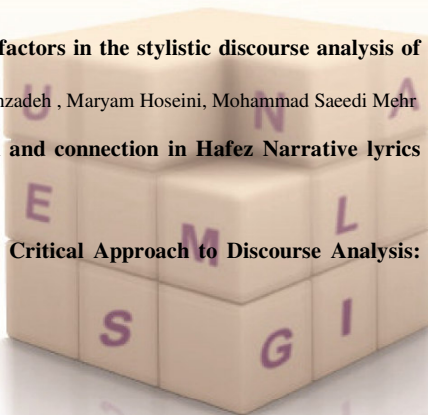 factors in the stylistic discourse analysis of
nzadeh , Maryam Hoseini, Mohammad Saeedi Mehr
and connection in Hafez Narrative lyrics
Critical Approach to Discourse Analysis:
U N A
E M L
S G I